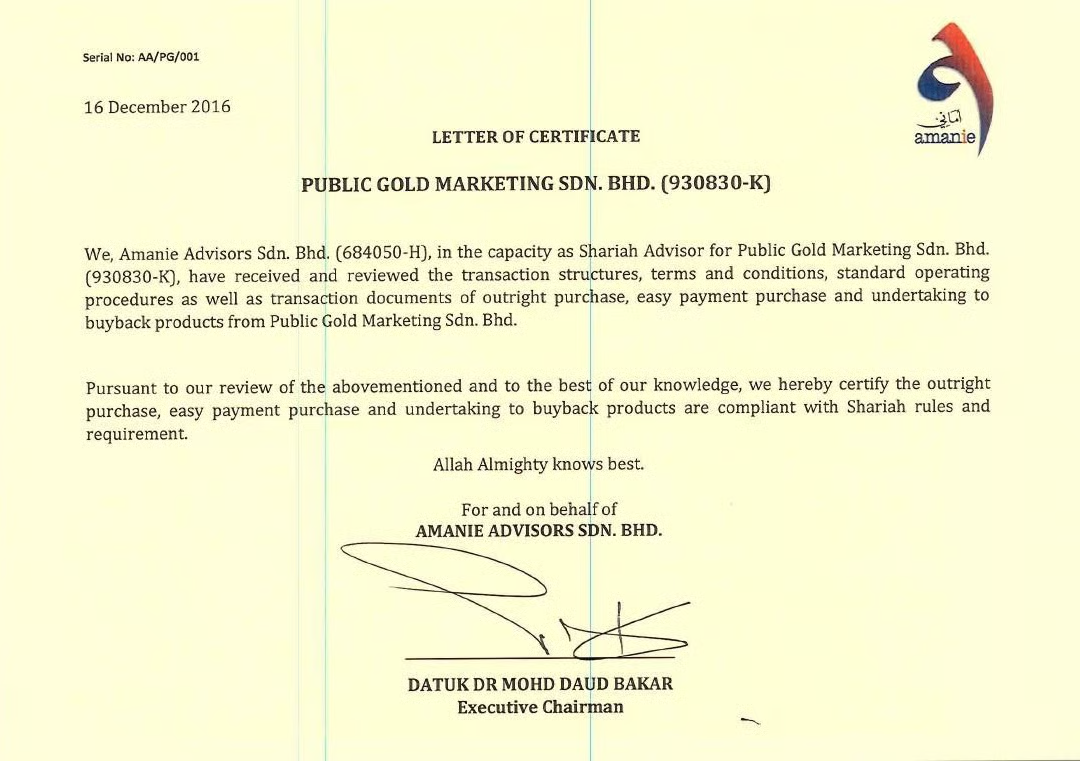 Serial No: AA/PG/001
16 December 2016
اماني
amanie
LETTER OF CERTIFICATE
PUBLIC GOLD MARKETING SDN. BHD. (930830-K)
We, Amanie Advisors Sdn. Bhd. (684050-H), in the capacity as Shariah Advisor for Public Gold Marketing Sdn. Bhd.
(930830-K), have received and reviewed the transaction structures, terms and conditions, standard operating
procedures as well as transaction documents of outright purchase, easy payment purchase and undertaking to
buyback products from Public Gold Marketing Sdn. Bhd.
Pursuant to our review of the abovementioned and to the best of our knowledge, we hereby certify the outright
purchase, easy payment purchase and undertaking to buyback products are compliant with Shariah rules and
requirement.
Allah Almighty knows best.
For and on behalf of
AMANIE ADVISORS SDN. BHD.
DATUK DR MOHD DAUD BAKAR
Executive Chairman